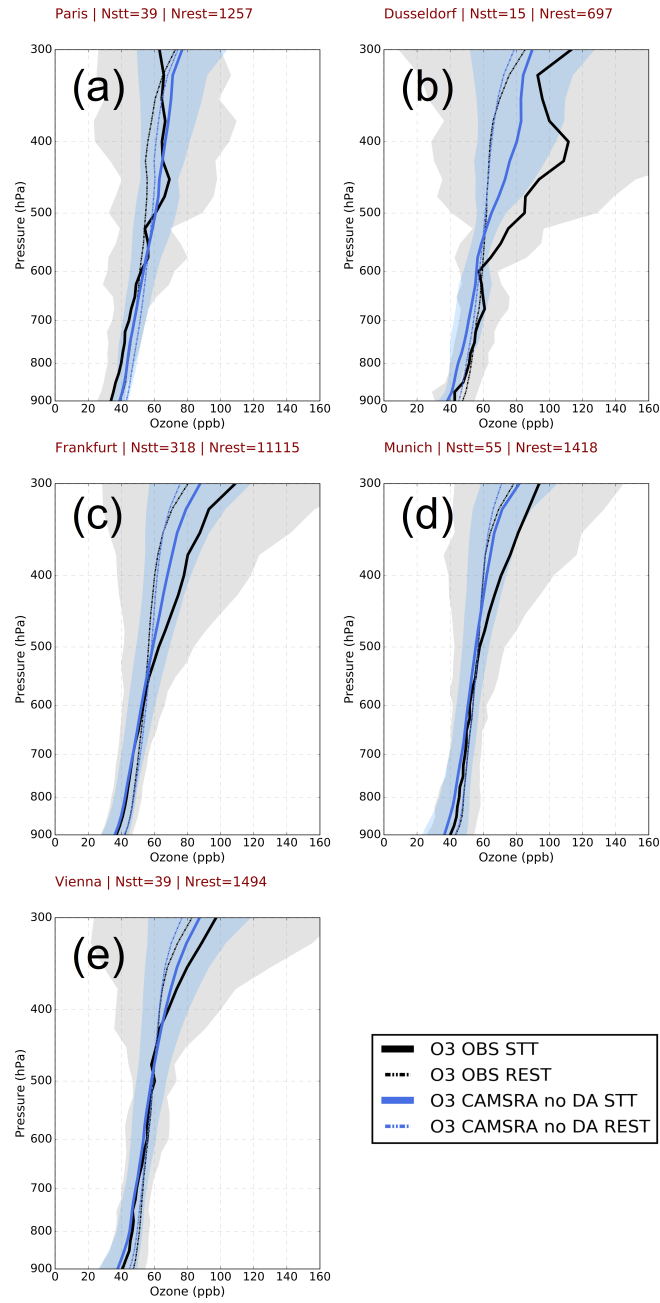 Paris | Nstt=39 | Nrest=1257
(a)
300
400
500
600
700
800
900
Pressure (hPa)
0 20 40 60 80 100 120 140 160
Ozone (ppb)
Dusseldorf | Nstt=15 | Nrest=697
(b)
300
400
500
600
700
800
900
Pressure (hPa)
0 20 40 60 80 100 120 140 160
Ozone (ppb)
Frankfurt | Nstt=318 | Nrest=11115
(c)
300
400
500
600
700
800
900
Pressure (hPa)
0 20 40 60 80 100 120 140 160
Ozone (ppb)
Munich | Nstt=55 | Nrest=1418
(d)
300
400
500
600
700
800
900
Pressure (hPa)
0 20 40 60 80 100 120 140 160
Ozone (ppb)
Vienna | Nstt=39 | Nrest=1494
(e)
300
400
500
600
700
800
900
Pressure (hPa)
0 20 40 60 80 100 120 140 160
Ozone (ppb)
O3 OBS STT
O3 OBS REST
O3 CAMSRA no DA STT
O3 CAMSRA no DA REST